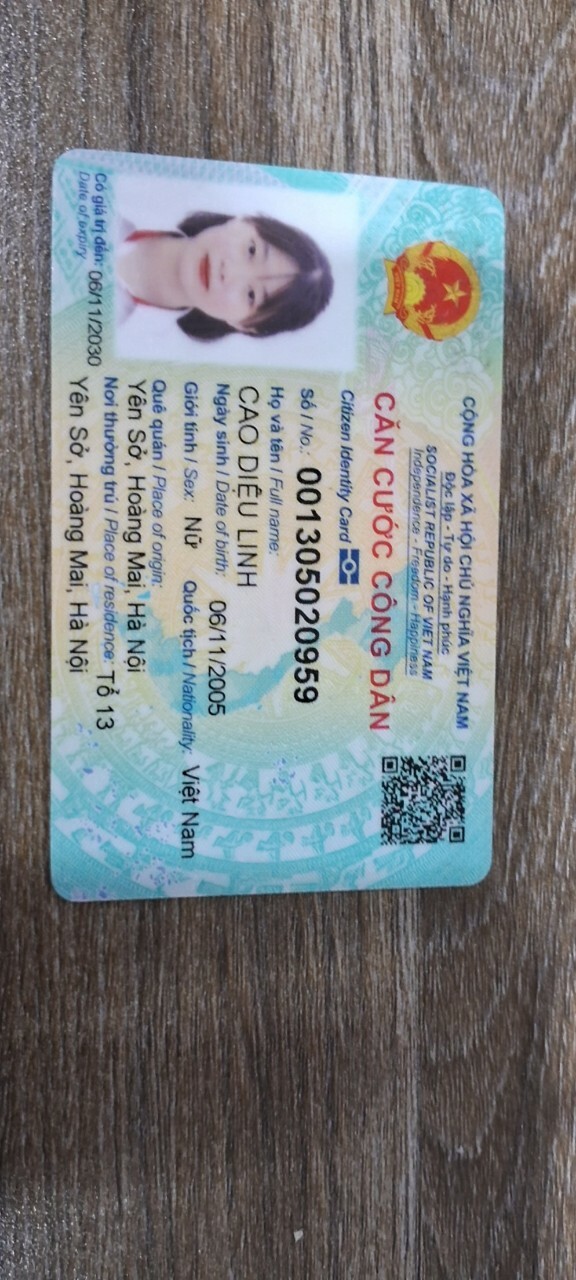 CỘNG HÒA XÃ HỘI CHỦ NGHĨA VIỆT NAM
Độc lập - Tự do - Hạnh phúc
SOCIALIST REPUBLIC OF VIET NAM
Independence - Freedom - Happiness
CĂN CƯỚC CÔNG DÂN
Citizen Identity Card
Số / No.: 001305020959
Họ và tên / Full name:
CAO DIỆU LINH
Ngày sinh / Date of birth: 06/11/2005
Giới tính / Sex: Nữ Quốc tịch / Nationality: Việt Nam
Quê quán / Place of origin:
Yên Sở, Hoàng Mai, Hà Nội
Nơi thường trú / Place of residence: Tổ 13
Yên Sở, Hoàng Mai, Hà Nội
Có giá trị đến: 06/11/2030
Date of expiry